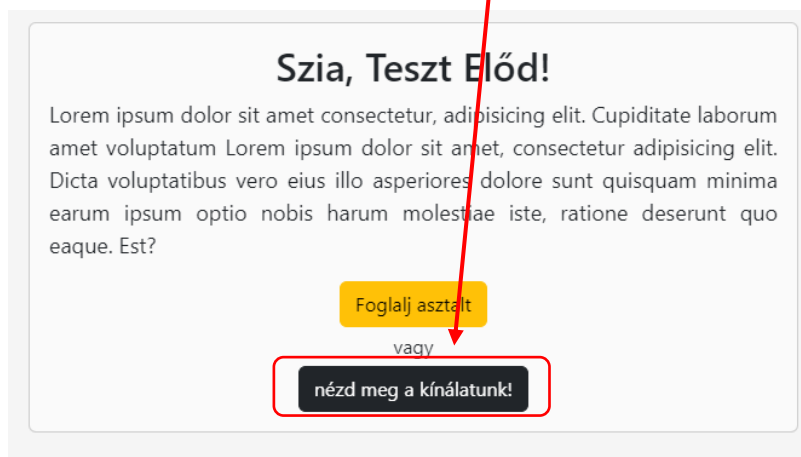 Szia, Teszt Előd!
Lorem ipsum dolor sit amet consectetur, adipisicing elit. Cupiditate laborum
amet voluptatum Lorem ipsum dolor sit amet, consectetur adipisicing elit.
Dicta voluptatibus vero eius illo asperiores dolore sunt quisquam minima
earum ipsum optio nobis harum molestiae iste, ratione deserunt quo
eaque. Est?
Foglalj asztalt
vagy
nézd meg a kínálatunk!